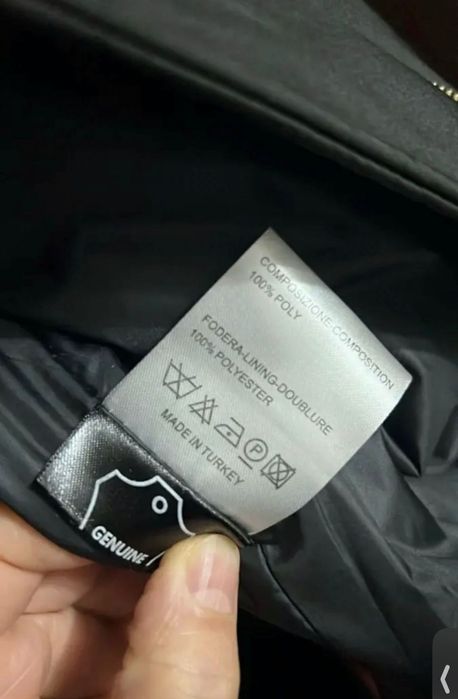 COMPOSIZIONE COMPOSITION
100% POLY
FODERA-LINING-DOUBLURE
100% POLYESTER
P
MADE IN TURKEY
GENUINE